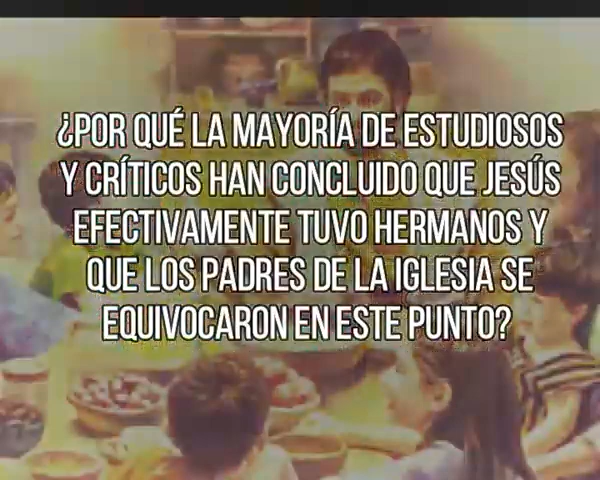 ¿POR QUÉ LA MAYORÍA DE ESTUDIOSOS
Y CRÍTICOS HAN CONCLUIDO QUE JESÚS
EFECTIVAMENTE TUVO HERMANOS Y
QUE LOS PADRES DE LA IGLESIA SE
EQUIVOCARON EN ESTE PUNTO?